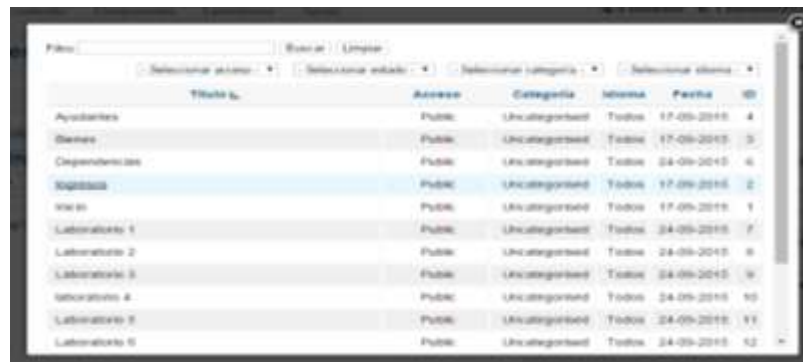 Filtro Buscar Limpiar
- Seleccionar acceso - - Seleccionar estado - - Seleccionar categoría - - Seleccionar idioma -
Título Acceso Categoría Idioma Fecha ID
Ayudantes Public Uncategorised Todos 17-09-2015 4
Bienes Public Uncategorised Todos 17-09-2015 3
Dependencias Public Uncategorised Todos 24-09-2015 6
Ingresos Public Uncategorised Todos 17-09-2015 2
Inicio Public Uncategorised Todos 17-09-2015 1
Laboratorio 1 Public Uncategorised Todos 24-09-2015 7
Laboratorio 2 Public Uncategorised Todos 24-09-2015 8
Laboratorio 3 Public Uncategorised Todos 24-09-2015 9
laboratorio 4 Public Uncategorised Todos 24-09-2015 10
Laboratorio 5 Public Uncategorised Todos 24-09-2015 11
Laboratorio 6 Public Uncategorised Todos 24-09-2015 12